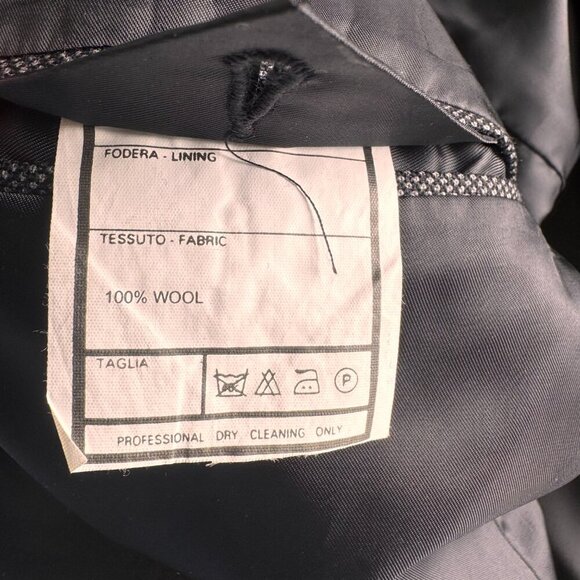 FODERA - LINING
TESSUTO - FABRIC
100% WOOL
TAGLIA
P
PROFESSIONAL DRY CLEANING ONLY